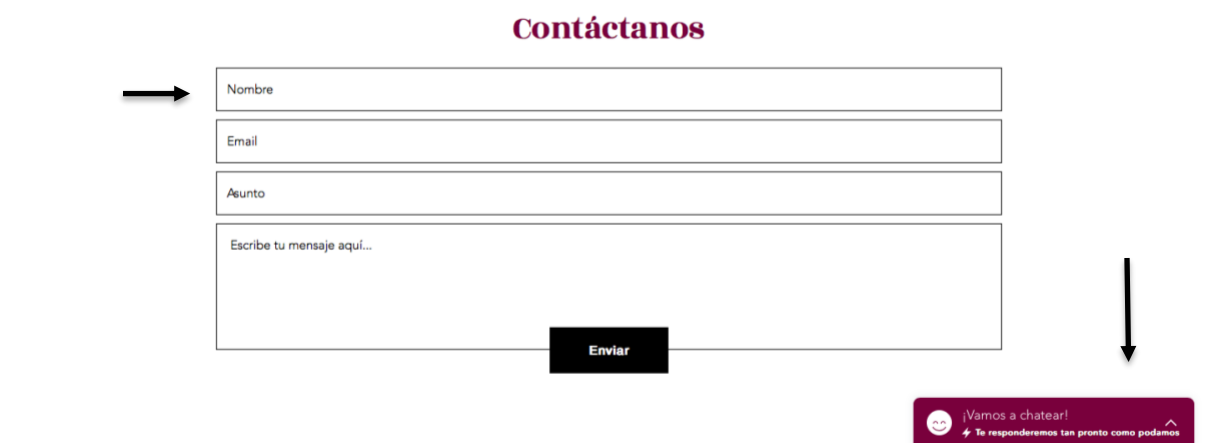 Contáctanos
Nombre
Email
Asunto
Escribe tu mensaje aquí...
Enviar
¡Vamos a chatear!
Te responderemos tan pronto como podamos